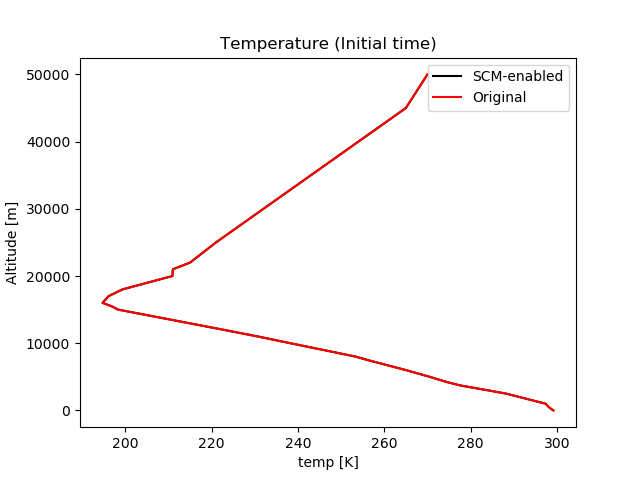 Temperature (Initial time)
SCM-enabled
Original
50000
40000
30000
20000
10000
0
Altitude [m]
200
220
240
260
280
300
temp [K]